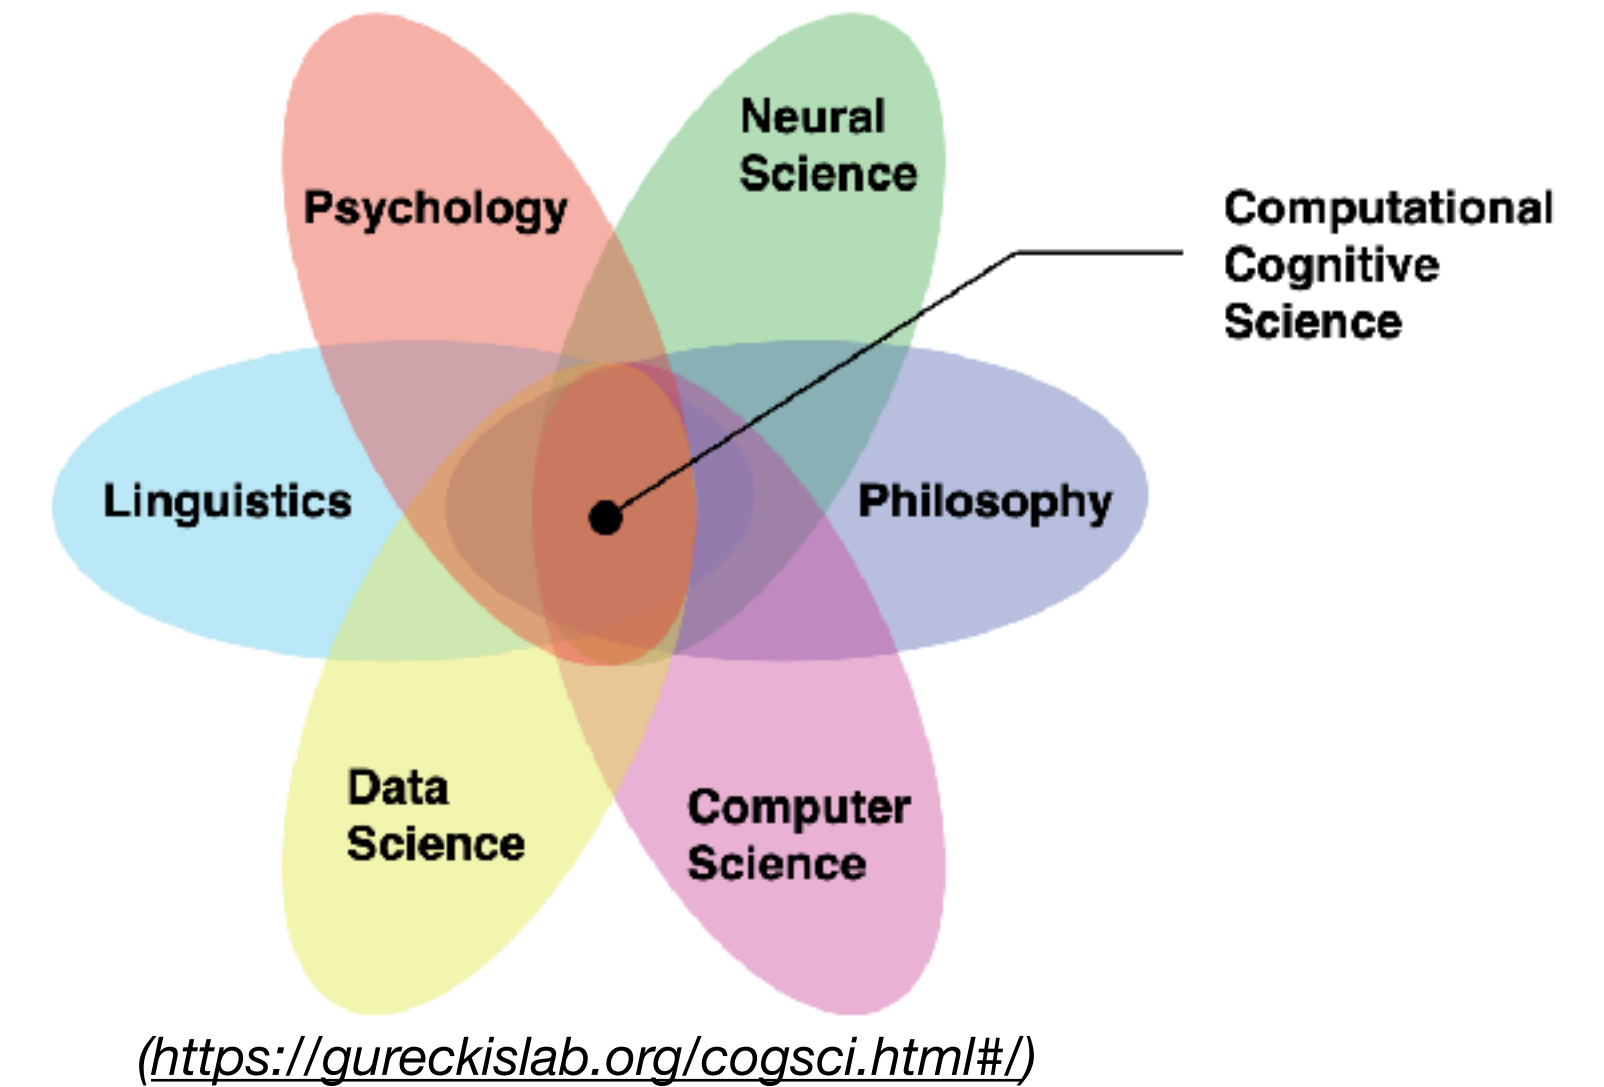 Neural
Science
Psychology
Computational
Cognitive
Science
Linguistics
Philosophy
Data
Science
Computer
Science
(https://gureckislab.org/cogsci.html#/)